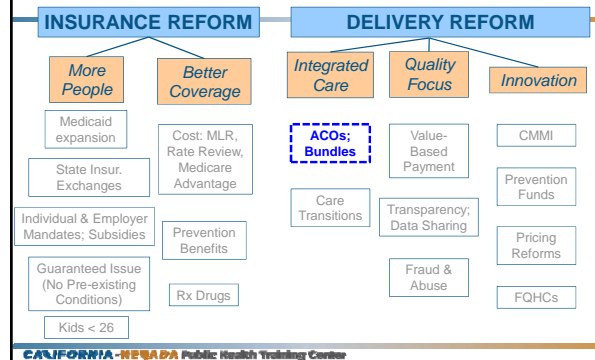 INSURANCE REFORM
More
People
Medicaid
expansion
State Insur.
Exchanges
Individual & Employer
Mandates; Subsidies
Guaranteed Issue
(No Pre-existing
Conditions)
Kids < 26
Better
Coverage
Cost: MLR,
Rate Review,
Medicare
Advantage
Prevention
Benefits
Rx Drugs
DELIVERY REFORM
Integrated
Care
ACOs;
Bundles
Care
Transitions
Quality
Focus
Value-
Based
Payment
Transparency;
Data Sharing
Fraud &
Abuse
Innovation
CMMI
Prevention
Funds
Pricing
Reforms
FQHCs
CALIFORNIA-NEVADA Public Health Training Center